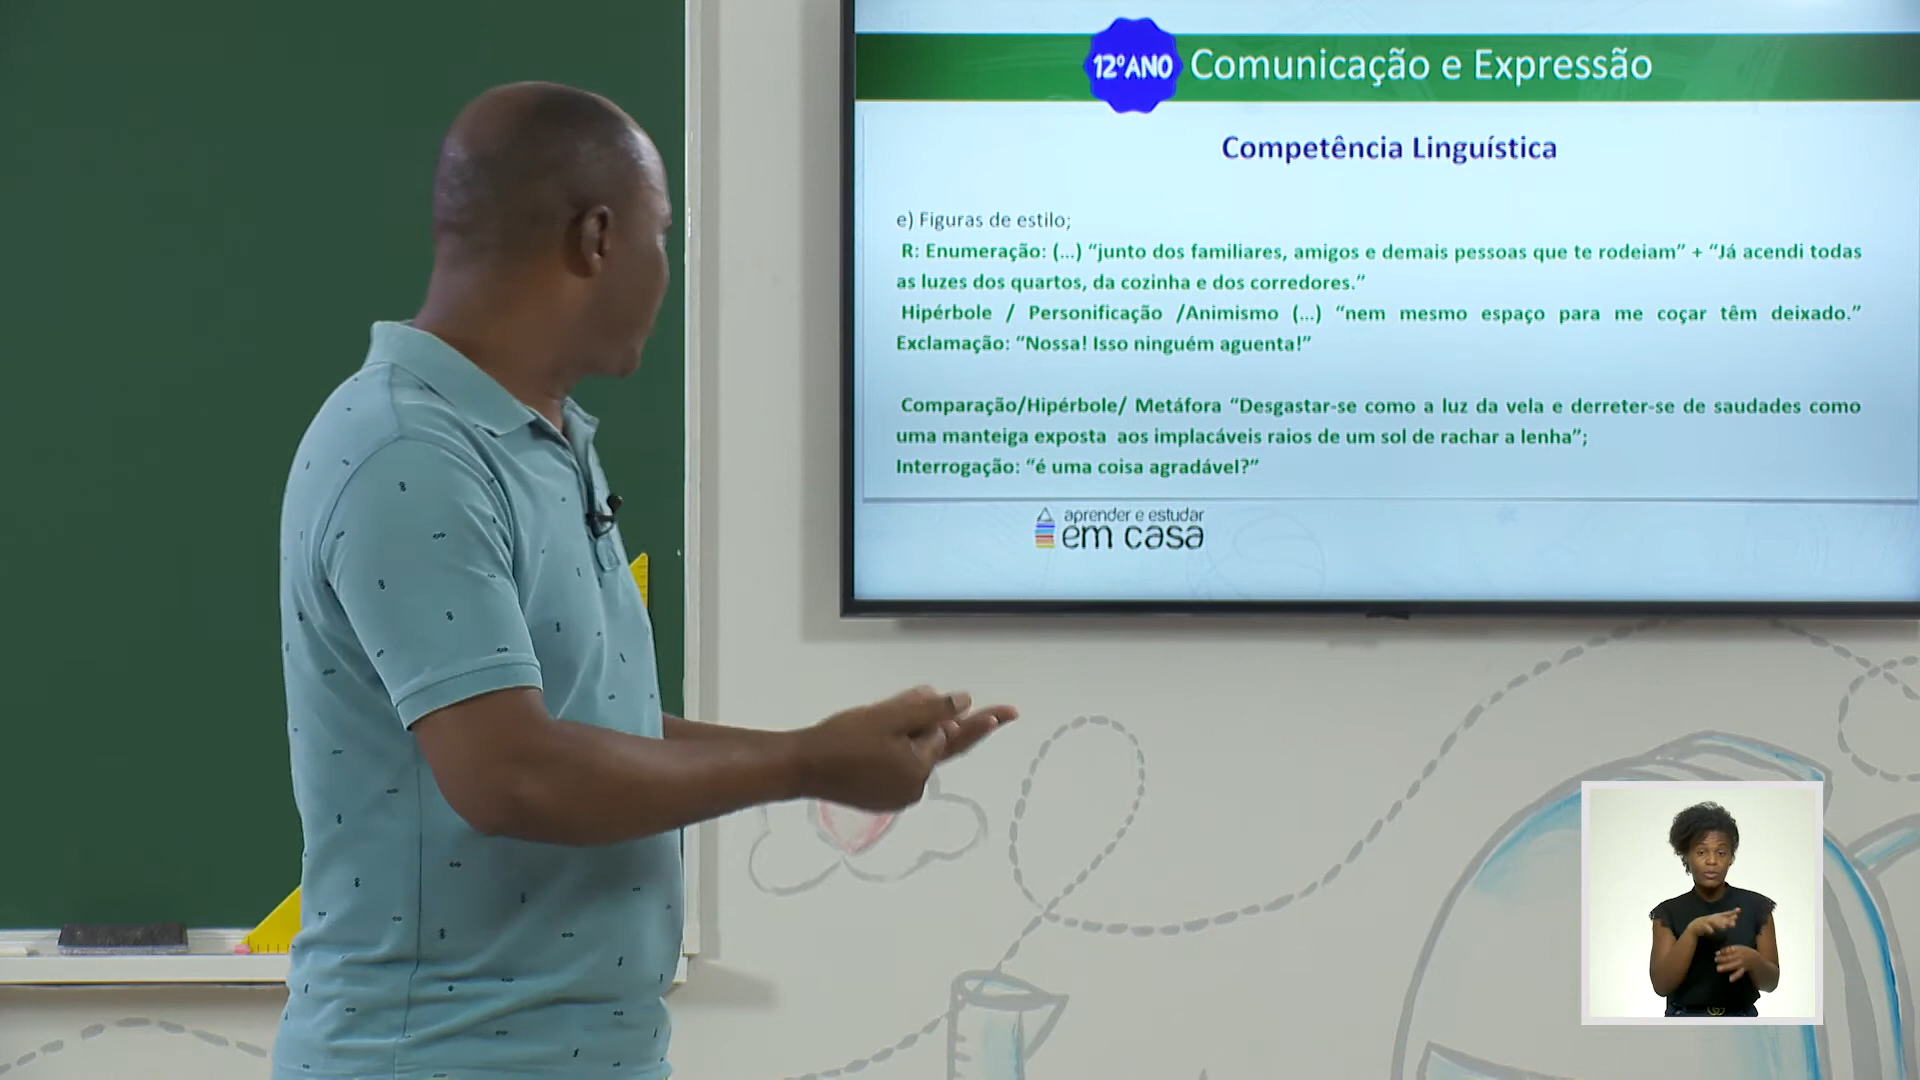 12ºANO Comunicação e Expressão
Competência Linguística
e) Figuras de estilo;
R: Enumeração: (...) “junto dos familiares, amigos e demais pessoas que te rodeiam” + “Já acendi todas
as luzes dos quartos, da cozinha e dos corredores.”
Hipérbole / Personificação /Animismo (...) “nem mesmo espaço para me coçar têm deixado.”
Exclamação: “Nossa! Isso ninguém aguenta!”
Comparação/Hipérbole/ Metáfora “Desgastar-se como a luz da vela e derreter-se de saudades como
uma manteiga exposta aos implacáveis raios de um sol de rachar a lenha”;
Interrogação: “é uma coisa agradável?”
aprender e estudar
em casa